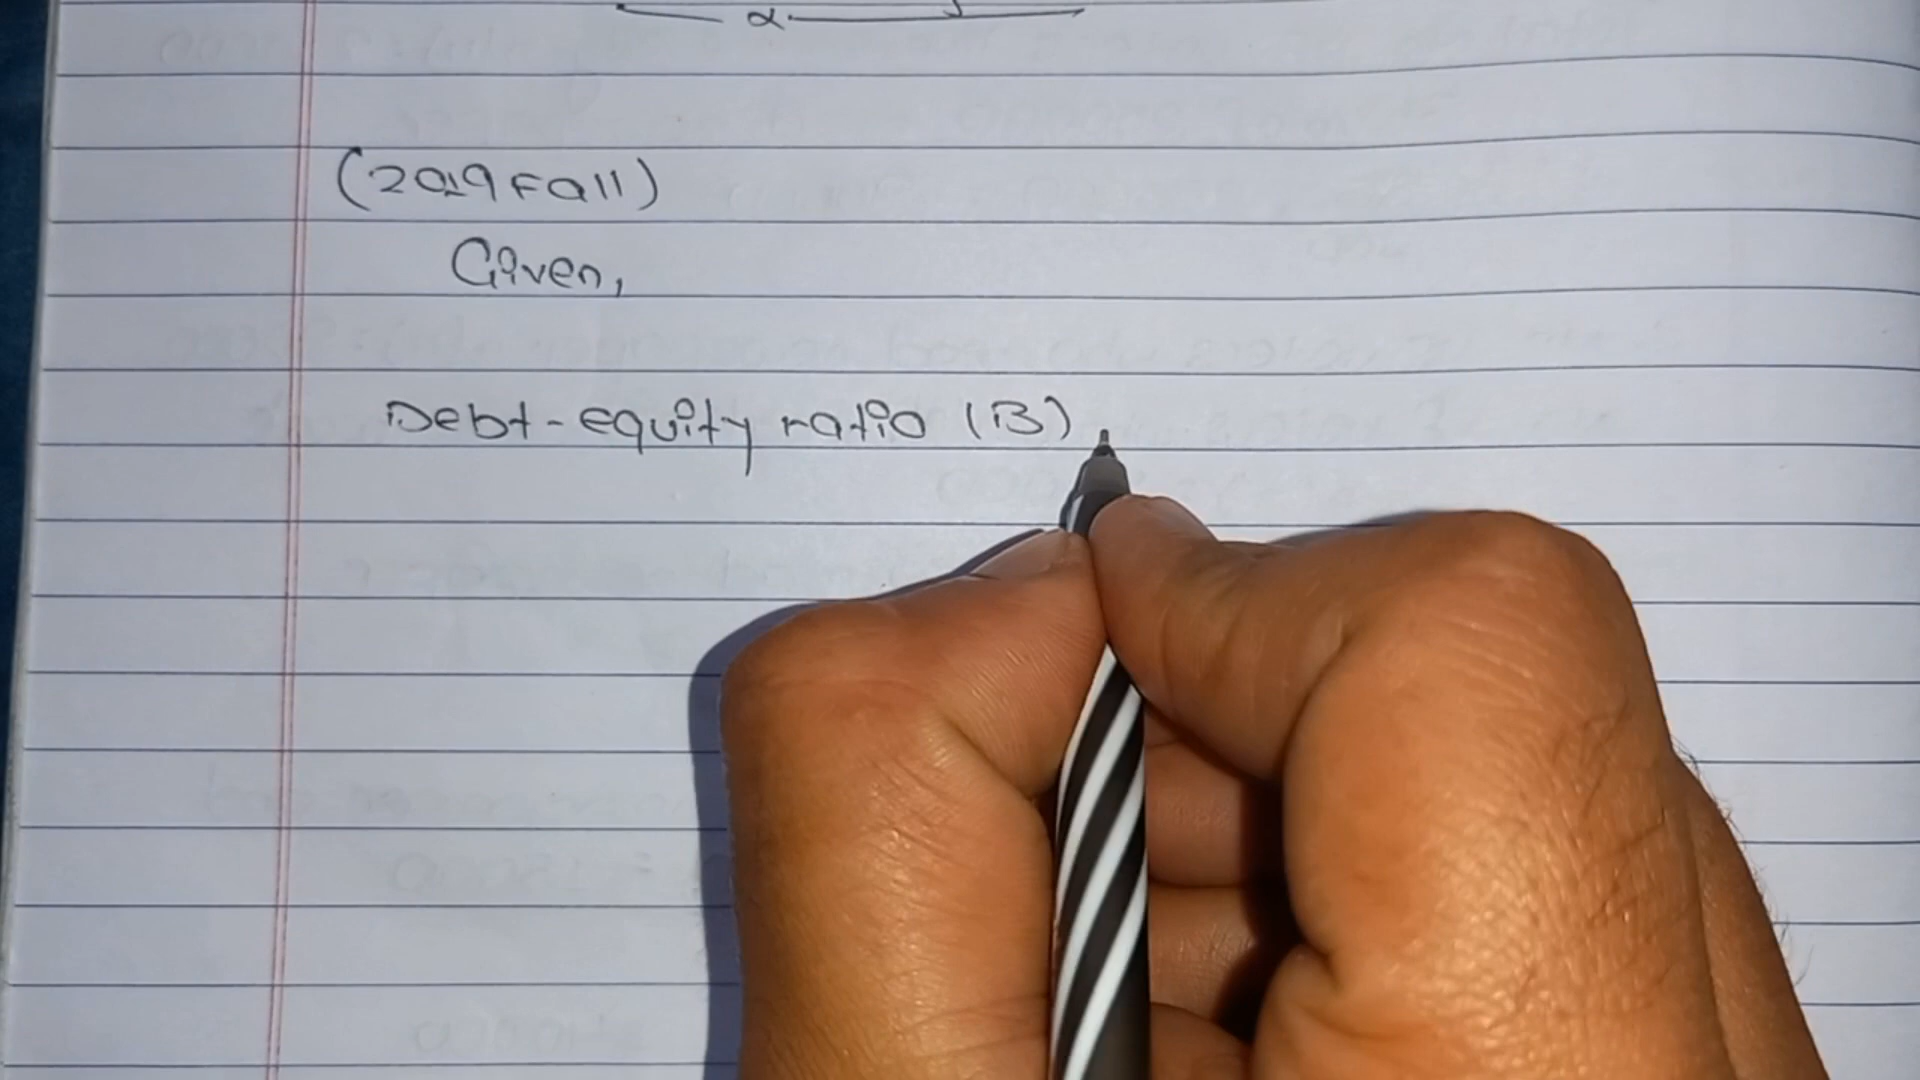 α
(2019 Fall)
Given,
Debt-equity ratio (B)